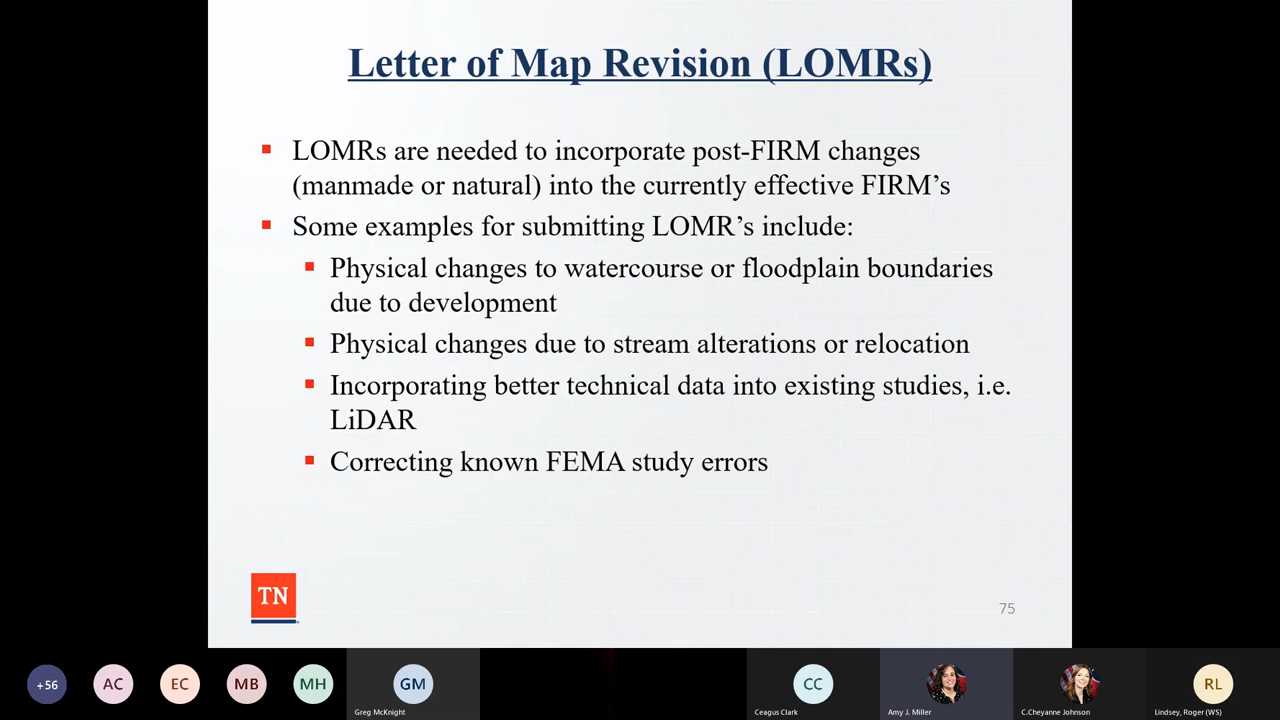 Letter of Map Revision (LOMRs)
LOMRs are needed to incorporate post-FIRM changes
(manmade or natural) into the currently effective FIRM’s
Some examples for submitting LOMR’s include:
Physical changes to watercourse or floodplain boundaries
due to development
Physical changes due to stream alterations or relocation
Incorporating better technical data into existing studies, i.e.
LiDAR
Correcting known FEMA study errors
TN
75
+56
AC
EC
MB
MH
GM
CC
RL
Greg McKnight
Ceagus Clark
Amy J. Miller
C.Cheyanne Johnson
Lindsey, Roger (WS)